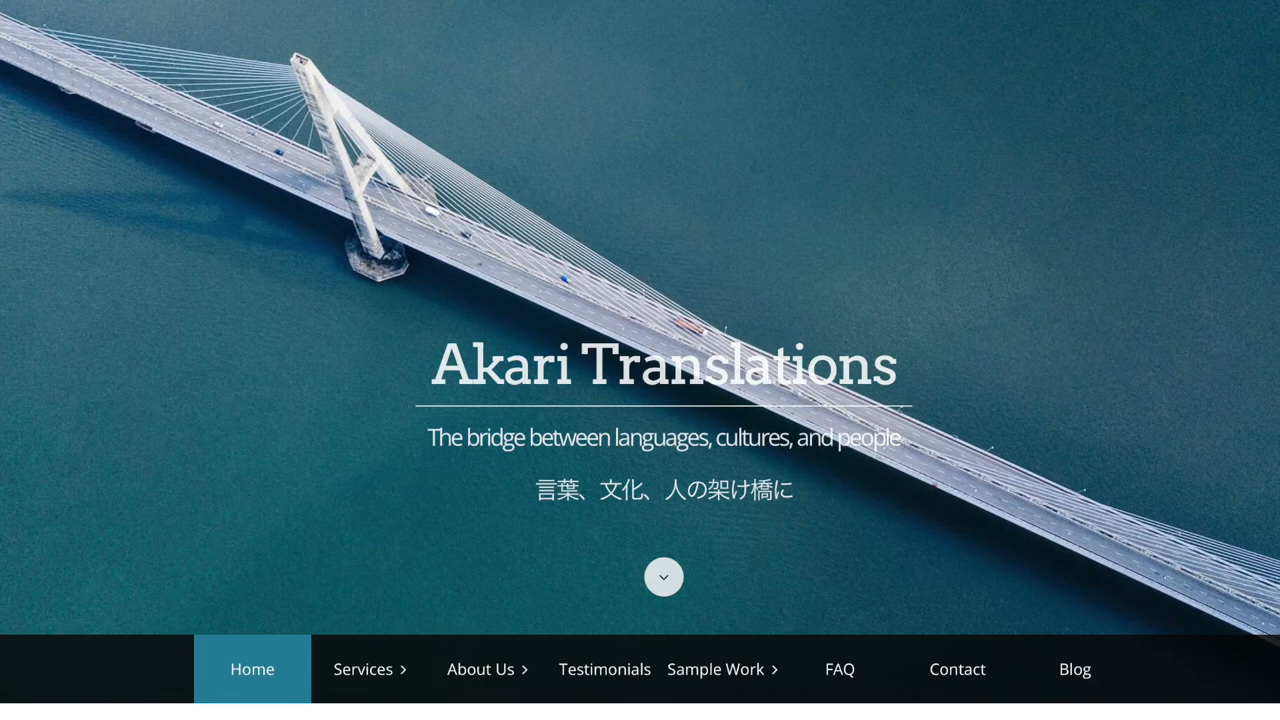 Akari Translations
The bridge between languages, cultures, and people
言葉、文化、人の架け橋に
Home Services About Us Testimonials Sample Work FAQ Contact Blog